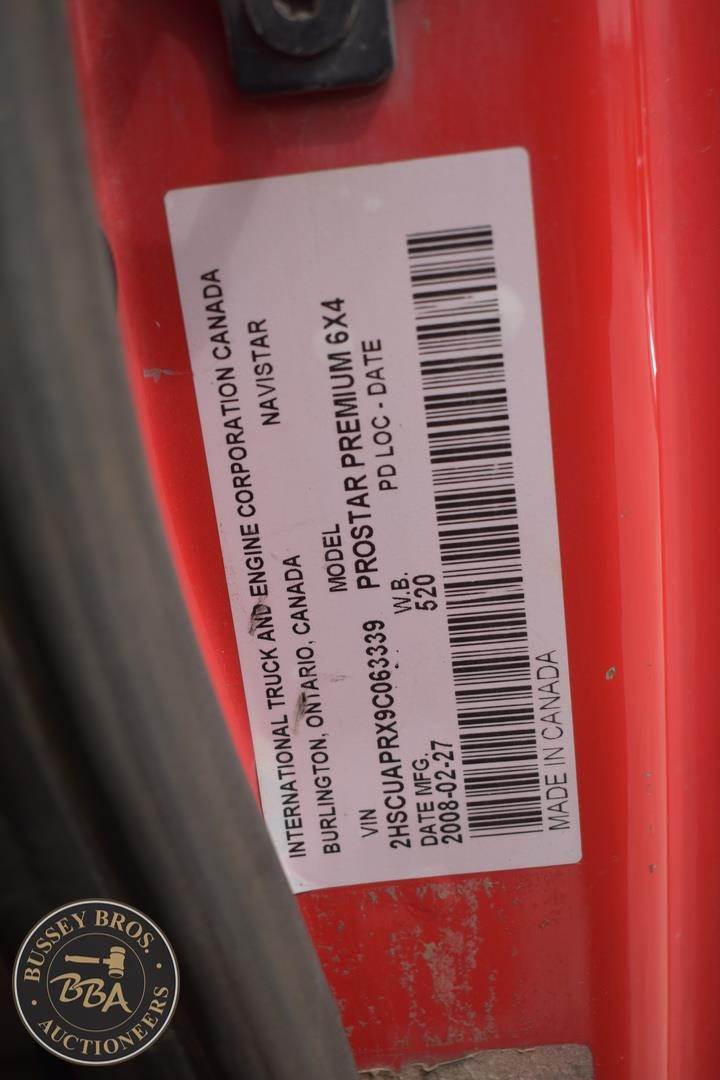 INTERNATIONAL TRUCK AND ENGINE CORPORATION CANADA
BURLINGTON, ONTARIO, CANADA NAVISTAR
VIN MODEL
2HSCUAPRX9C063339 PROSTAR PREMIUM 6X4
DATE MFG. W.B. PD LOC - DATE
2008-02-27 520
MADE IN CANADA
BUSSEY BROS.
BBA
AUCTIONEERS